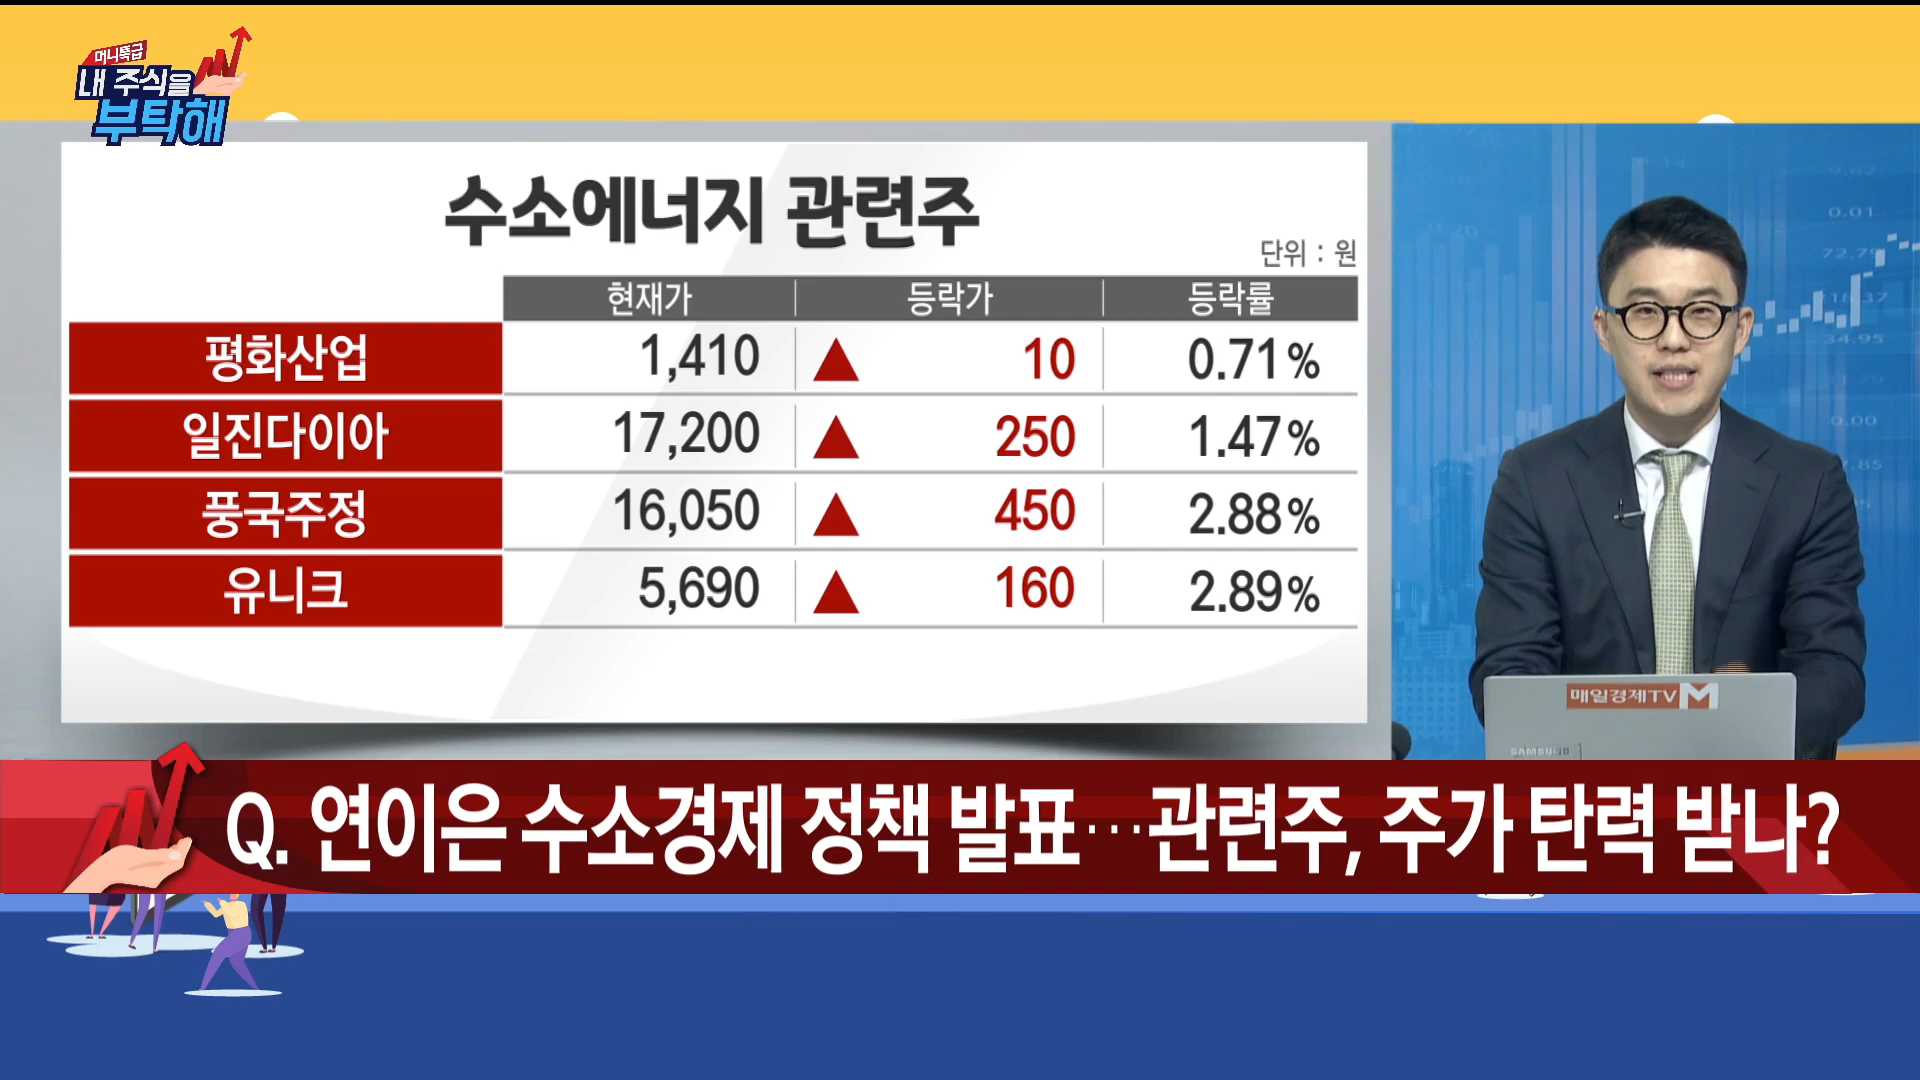 머니뚝급
내 주식을
부탁해
수소에너지 관련주
단위 : 원
현재가 등락가 등락률
평화산업 1,410 ▲ 10 0.71%
일진다이아 17,200 ▲ 250 1.47%
풍국주정 16,050 ▲ 450 2.88%
유니크 5,690 ▲ 160 2.89%
매일경제TV M
SAMSUNG
Q. 연이은 수소경제 정책 발표…관련주, 주가 탄력 받나?